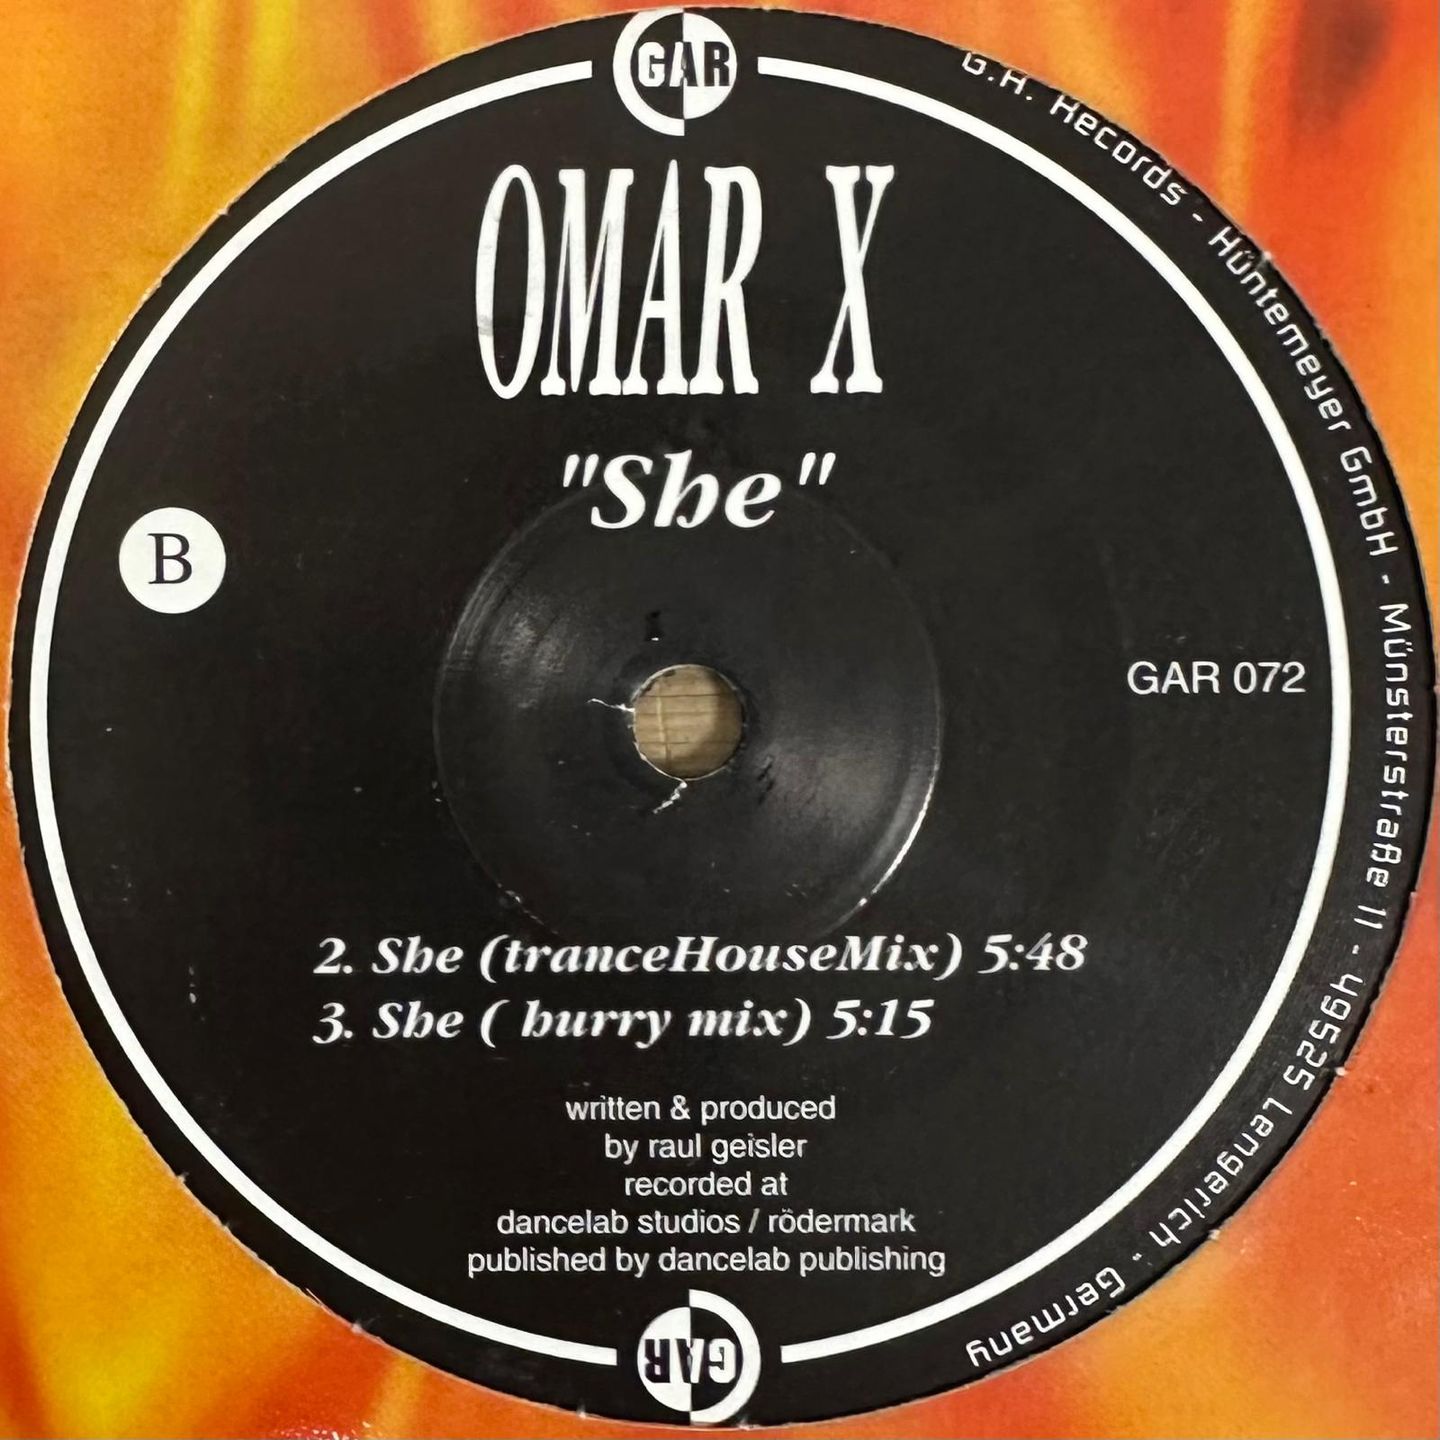 GAR
OMAR X
"She"
B
GAR 072
2. She (tranceHouseMix) 5:48
3. She ( hurry mix) 5:15
written & produced
by raul geisler
recorded at
dancelab studios / rödermark
published by dancelab publishing
GAR
G.A. Records - Hüntemeyer GmbH - Münsterstraße 11 - 49525 Lengerich - Germany